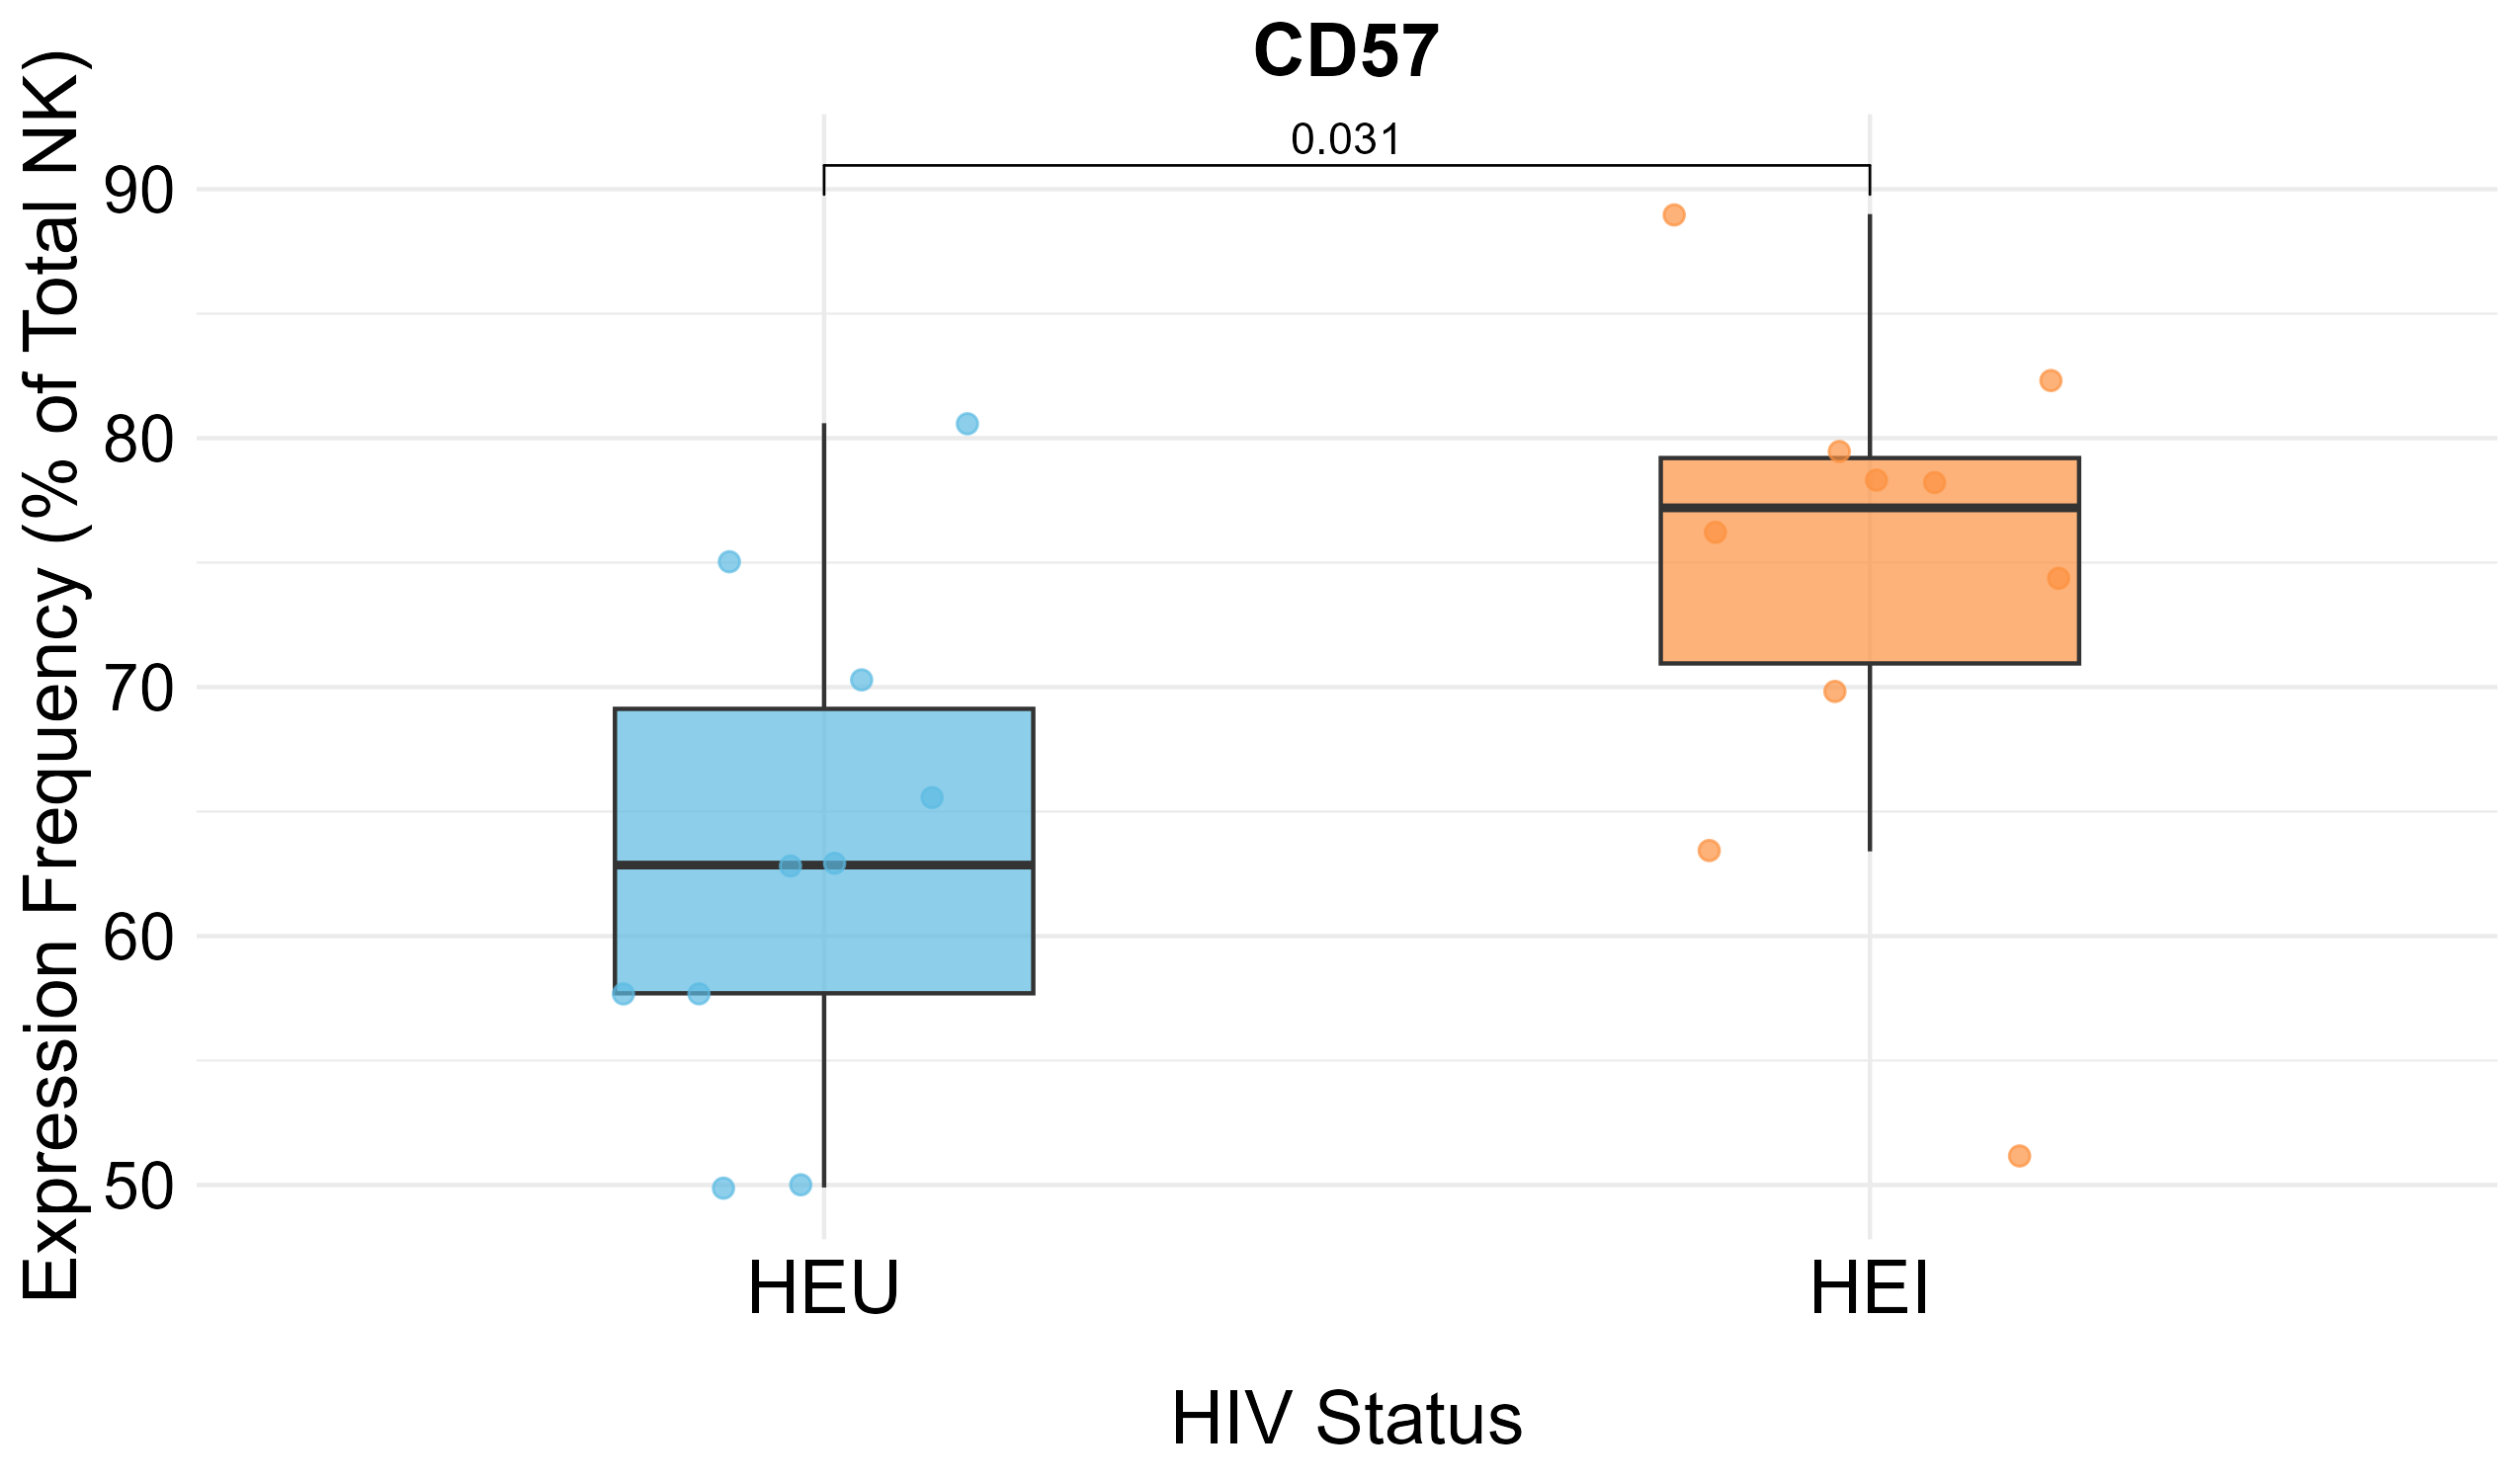 CD57
0.031
Expression Frequency (% of Total NK)
90
80
70
60
50
HEU
HEI
HIV Status